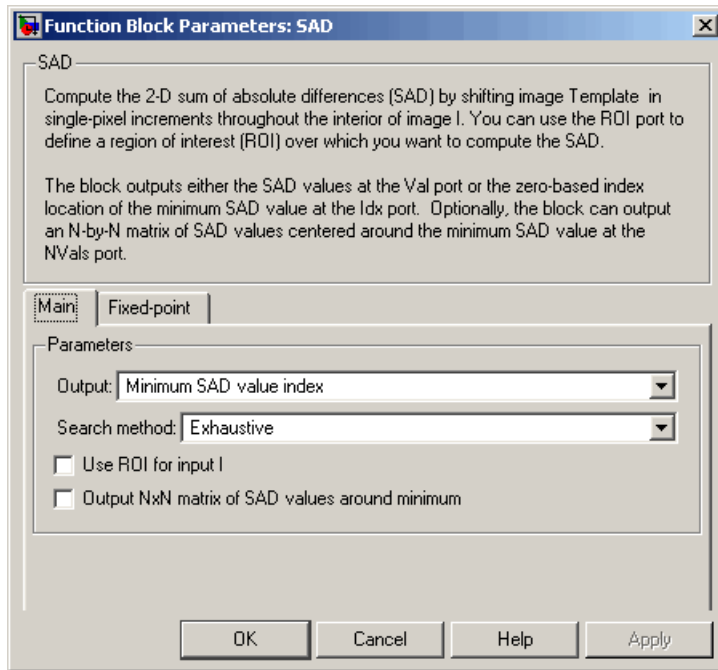 Function Block Parameters: SAD
SAD
Compute the 2-D sum of absolute differences (SAD) by shifting image Template in
single-pixel increments throughout the interior of image I. You can use the ROI port to
define a region of interest (ROI) over which you want to compute the SAD.
The block outputs either the SAD values at the Val port or the zero-based index
location of the minimum SAD value at the Idx port. Optionally, the block can output
an N-by-N matrix of SAD values centered around the minimum SAD value at the
NVals port.
Main Fixed-point
Parameters
Output: Minimum SAD value index
Search method: Exhaustive
Use ROI for input I
Output NxN matrix of SAD values around minimum
OK Cancel Help Apply